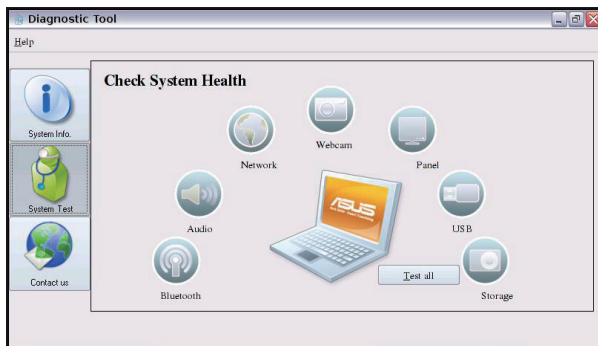 Diagnostic Tool
Help
System Info.
System Test
Contact us
Check System Health
Webcam
Network
Panel
Audio
USB
ASUS
Bluetooth
Test all
Storage